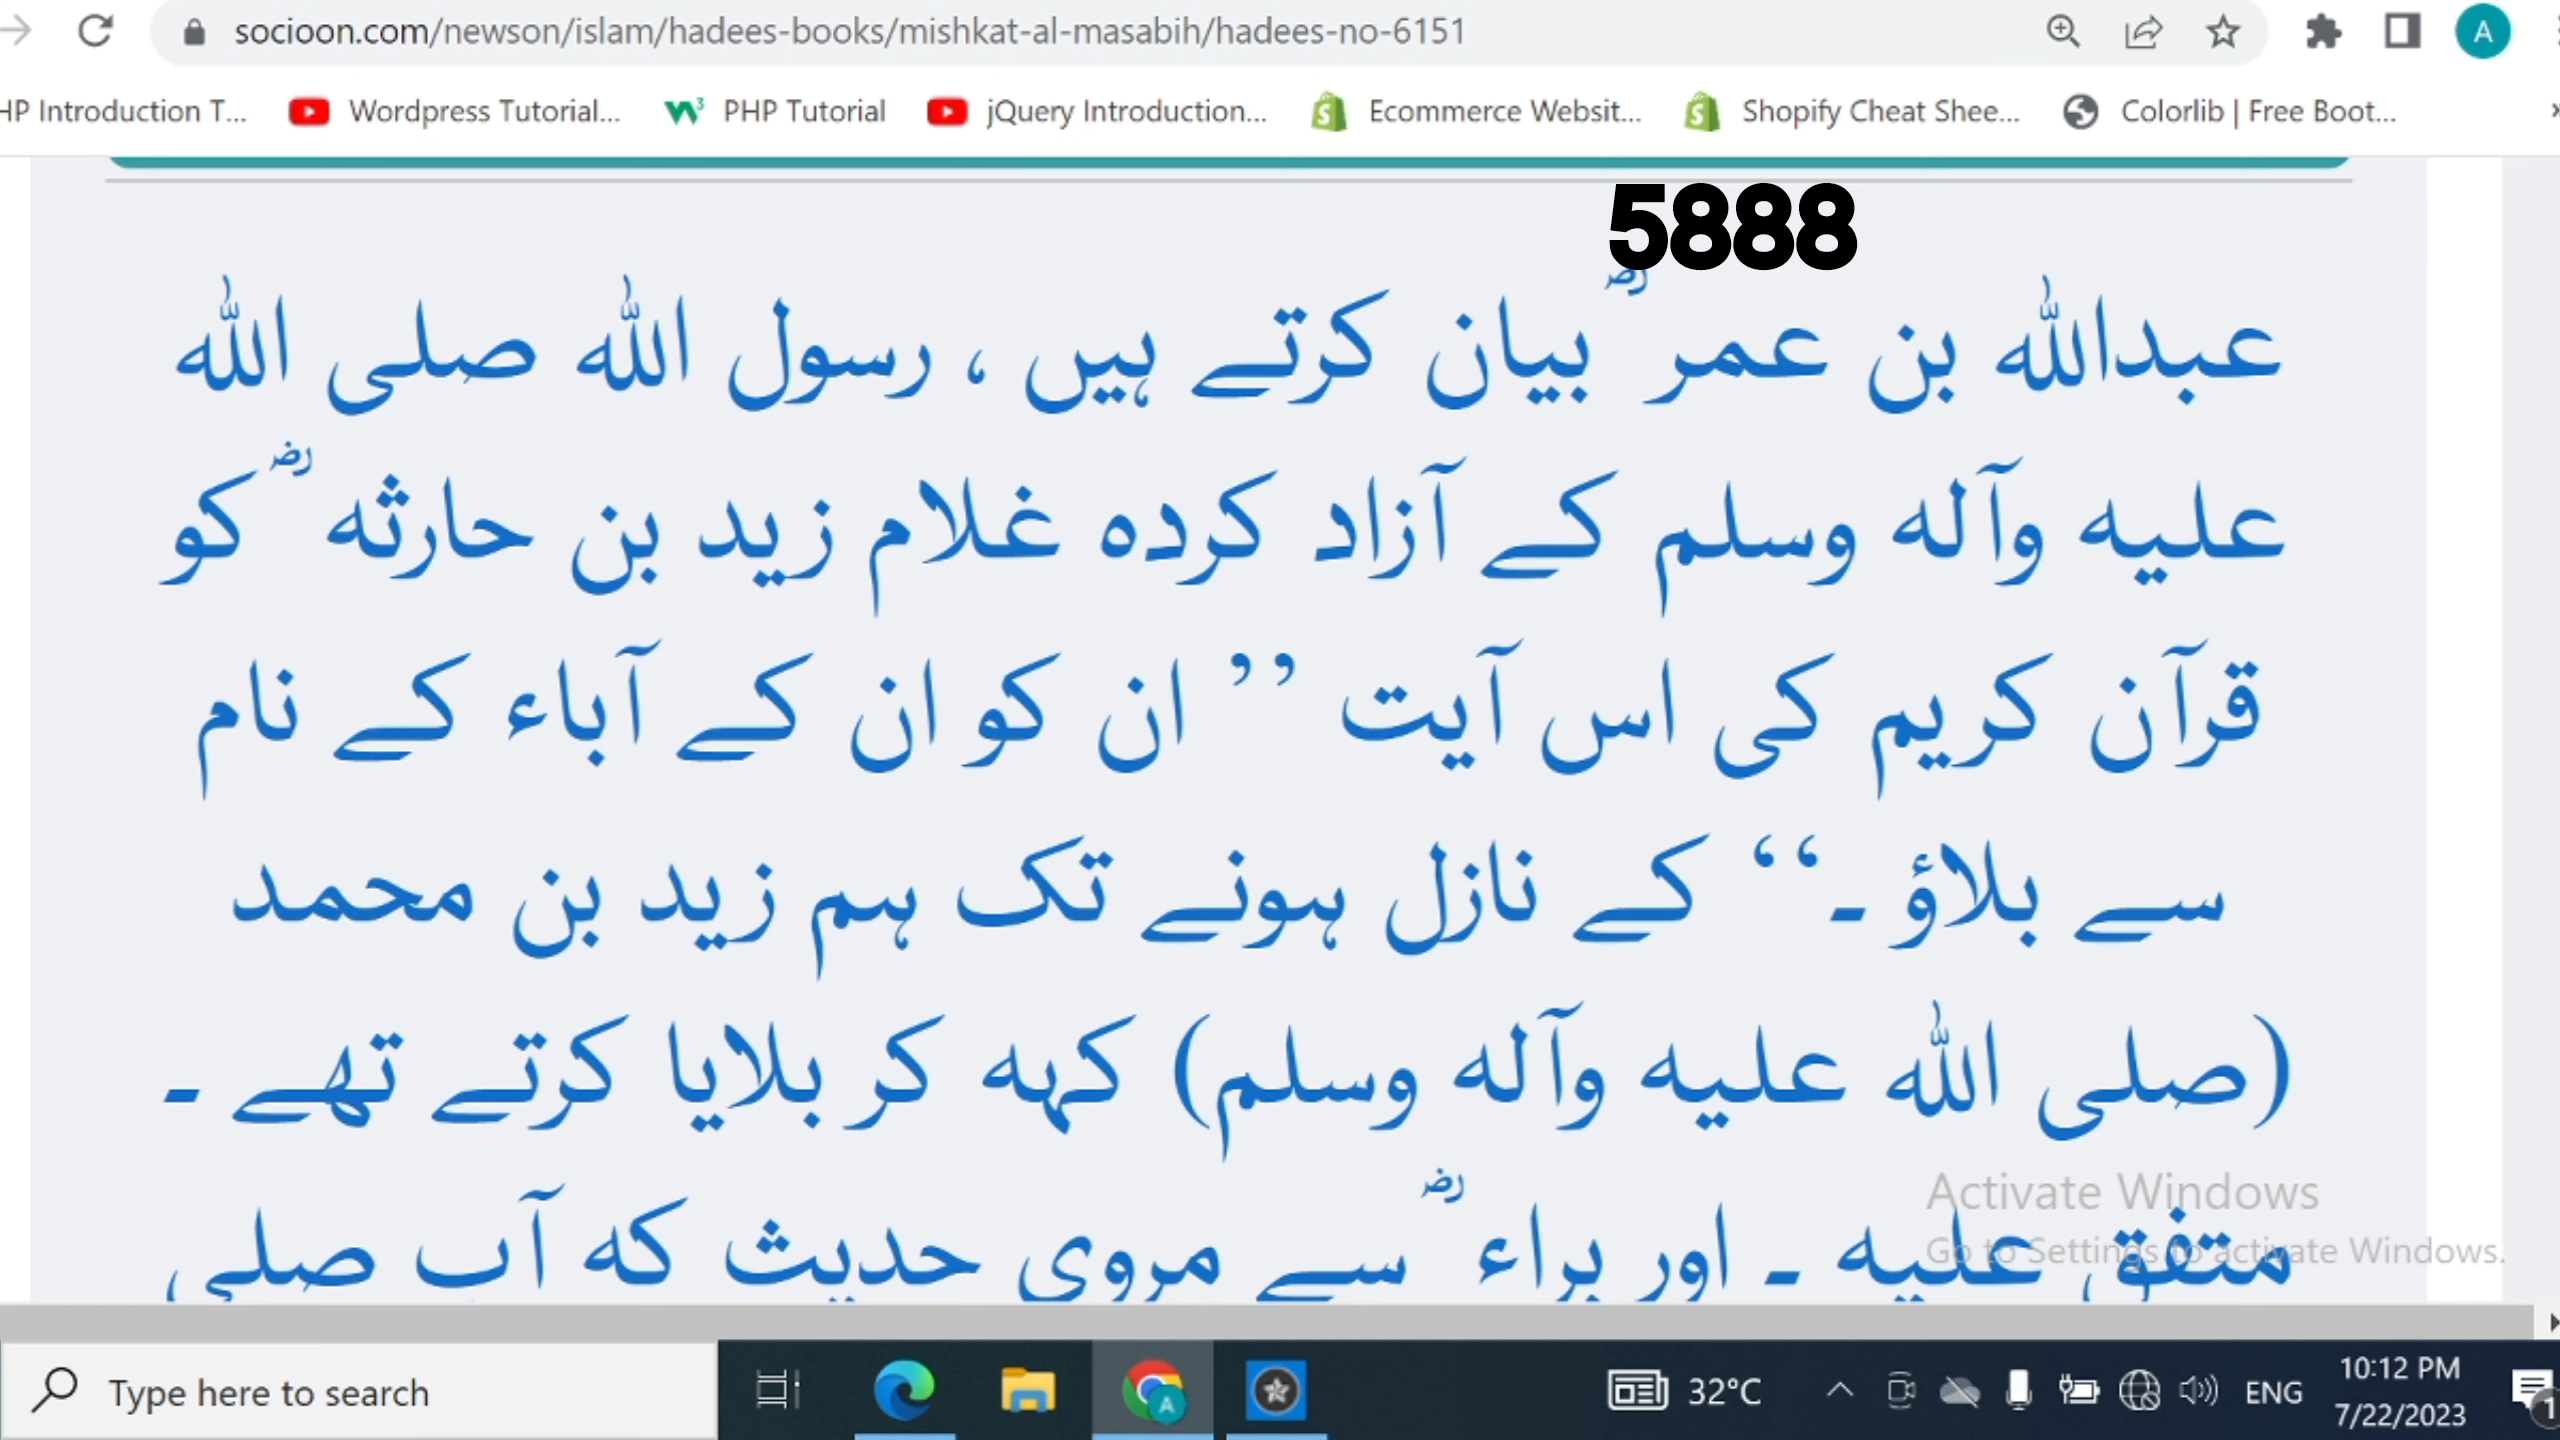 socioon.com/newson/islam/hadees-books/mishkat-al-masabih/hadees-no-6151
A
HP Introduction T...
Wordpress Tutorial...
PHP Tutorial
jQuery Introduction...
Ecommerce Websit...
Shopify Cheat Shee...
Colorlib | Free Boot...
5888
عبداللہ بن عمر ؓ بیان کرتے ہیں ، رسول اللہ صلی اللہ
علیہ وآلہ وسلم کے آزاد کردہ غلام زید بن حارثہ ؓ کو
قرآن کریم کی اس آیت ’’ ان کو ان کے آباء کے نام
سے بلاؤ ۔‘‘ کے نازل ہونے تک ہم زید بن محمد
(صلی اللہ علیہ وآلہ وسلم) کہہ کر بلایا کرتے تھے ۔
متفق علیہ ۔ اور براء ؓ سے مروی حدیث کہ آپ صلی
Activate Windows
Go to Settings to activate Windows.
Type here to search
A
32°C
ENG
10:12 PM
7/22/2023
1